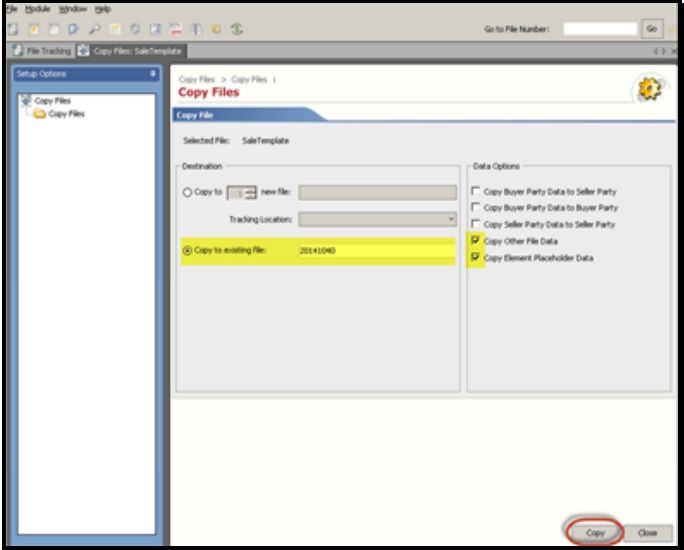 File Module Window Help
Go to File Number: Go
File Tracking Copy Files: SaleTemplate
Setup Options
Copy Files
Copy Files
Copy Files > Copy Files |
Copy Files
Copy File
Selected File: SaleTemplate
Destination
Copy to 1 new file:
Tracking Location:
Copy to existing file: 20141040
Data Options
Copy Buyer Party Data to Seller Party
Copy Buyer Party Data to Buyer Party
Copy Seller Party Data to Seller Party
Copy Other File Data
Copy Element Placeholder Data
Copy Close